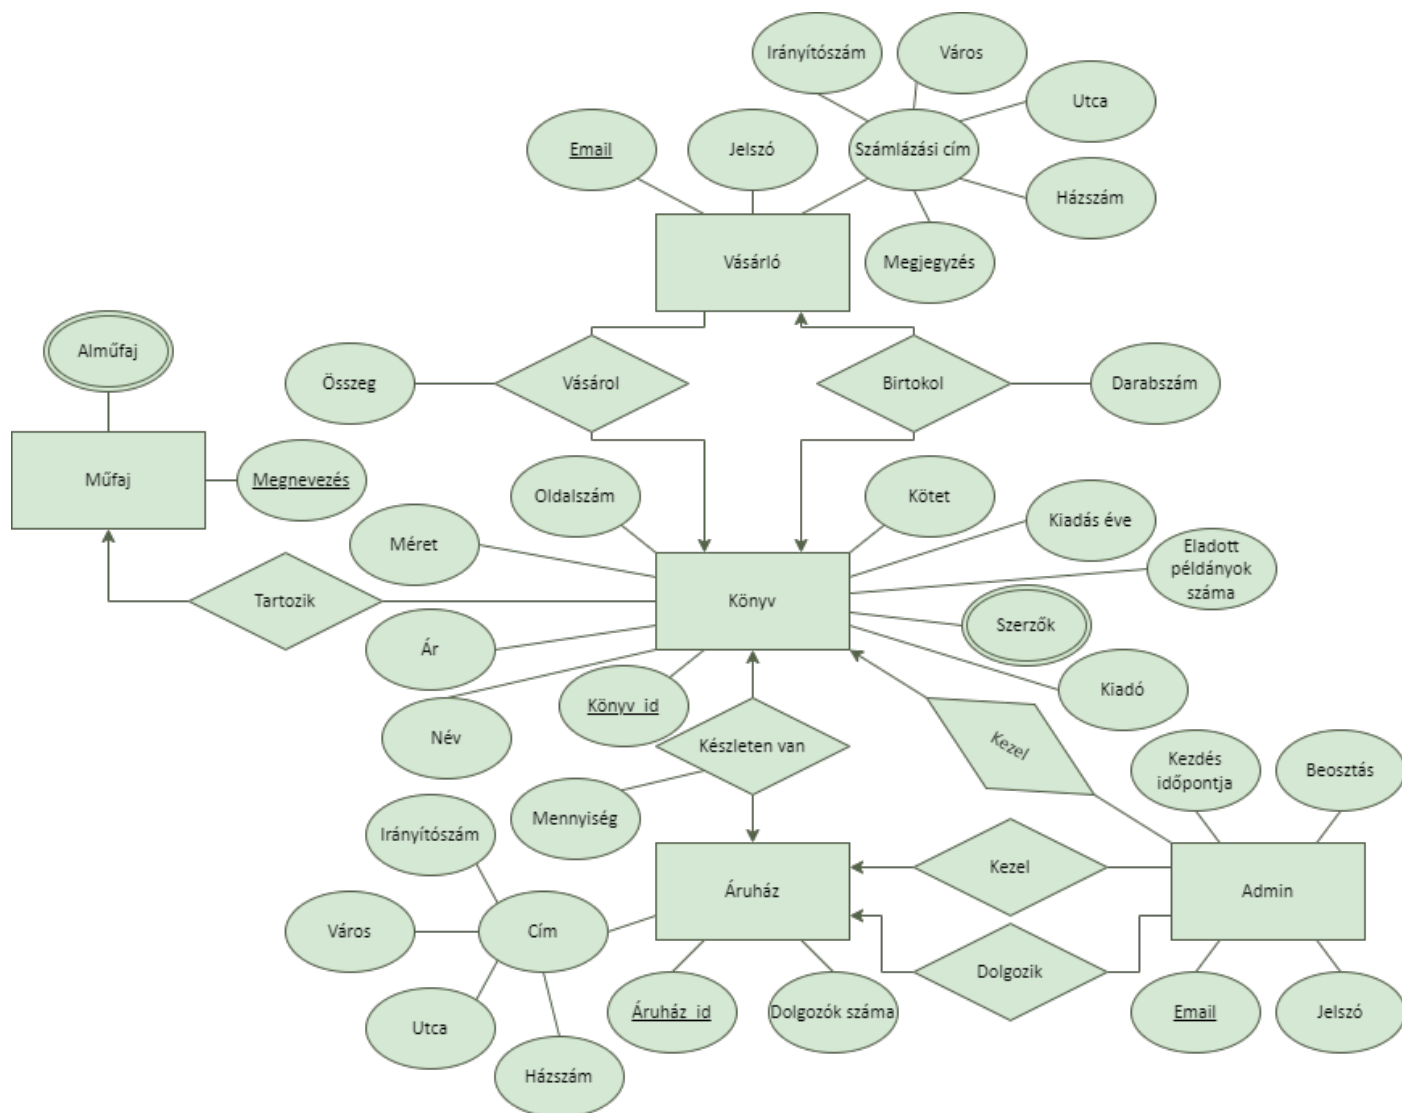 Irányítószám
Város
Utca
Email
Jelszó
Számlázási cím
Házszám
Vásárló
Megjegyzés
Alműfaj
Összeg
Vásárol
Birtokol
Darabszám
Műfaj
Megnevezés
Oldalszám
Kötet
Kiadás éve
Méret
Eladott
példányok
száma
Tartozik
Könyv
Szerzők
Ár
Kiadó
Könyv_id
Név
Készleten van
Kezel
Kezdés
időpontja
Beosztás
Mennyiség
Irányítószám
Kezel
Áruház
Admin
Város
Cím
Dolgozik
Utca
Áruház_id
Dolgozók száma
Email
Jelszó
Házszám